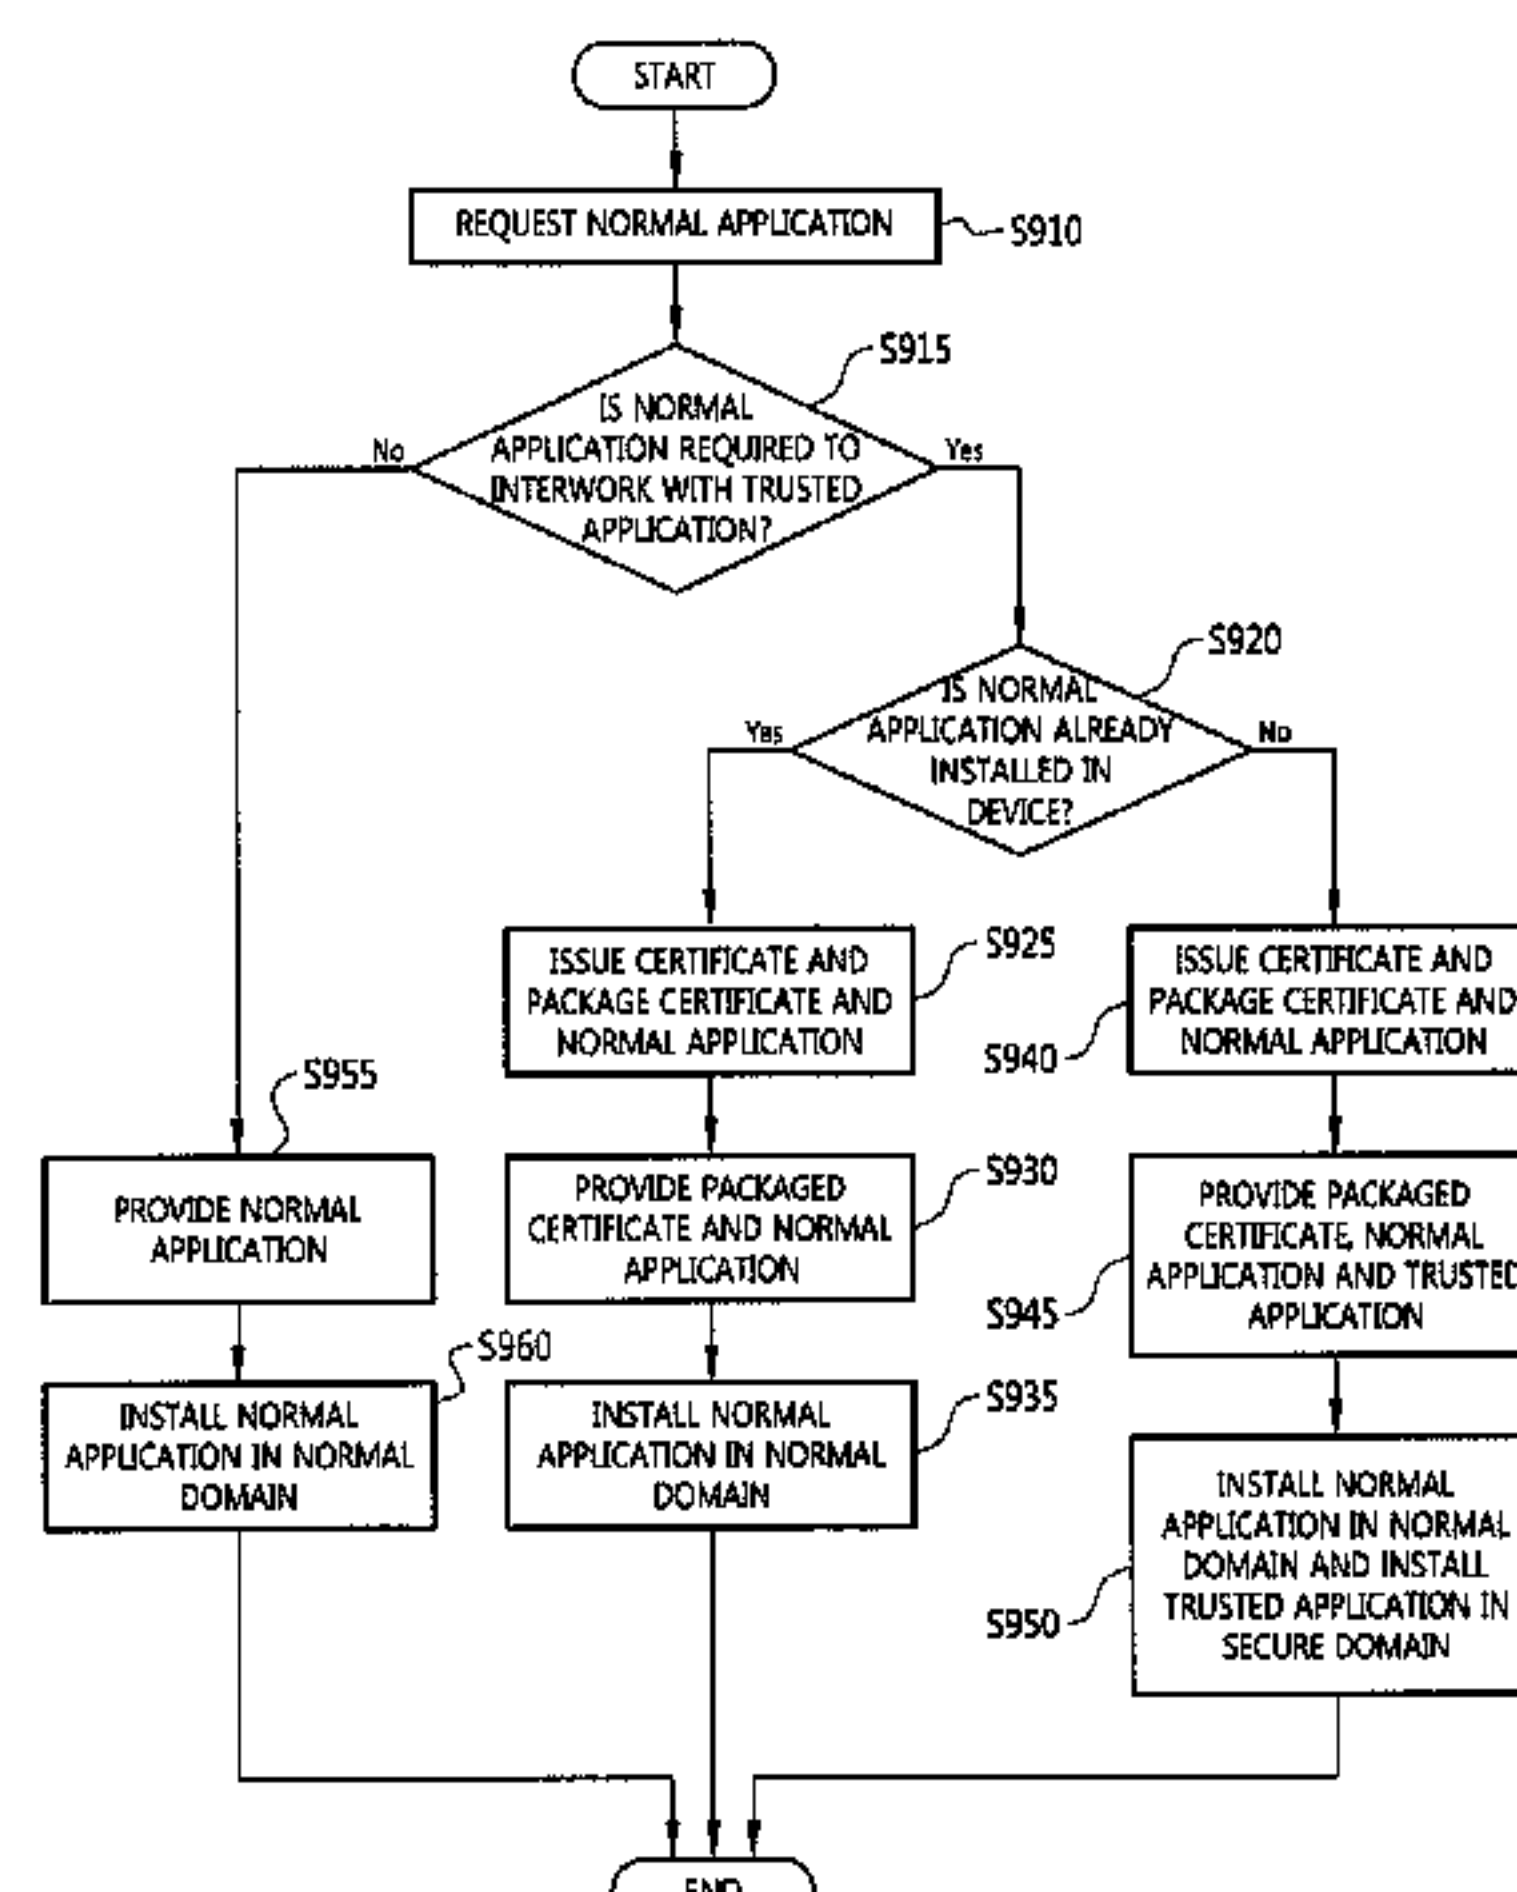 START
REQUEST NORMAL APPLICATION
S910
S915
IS NORMAL
APPLICATION REQUIRED TO
INTERWORK WITH TRUSTED
APPLICATION?
No
Yes
S920
IS NORMAL
APPLICATION ALREADY
INSTALLED IN
DEVICE?
Yes
No
ISSUE CERTIFICATE AND
PACKAGE CERTIFICATE AND
NORMAL APPLICATION
S925
ISSUE CERTIFICATE AND
PACKAGE CERTIFICATE AND
NORMAL APPLICATION
S940
S955
PROVIDE NORMAL
APPLICATION
PROVIDE PACKAGED
CERTIFICATE AND NORMAL
APPLICATION
S930
PROVIDE PACKAGED
CERTIFICATE, NORMAL
APPLICATION AND TRUSTED
APPLICATION
S945
S960
INSTALL NORMAL
APPLICATION IN NORMAL
DOMAIN
INSTALL NORMAL
APPLICATION IN NORMAL
DOMAIN
S935
INSTALL NORMAL
APPLICATION IN NORMAL
DOMAIN AND INSTALL
TRUSTED APPLICATION IN
SECURE DOMAIN
S950
END